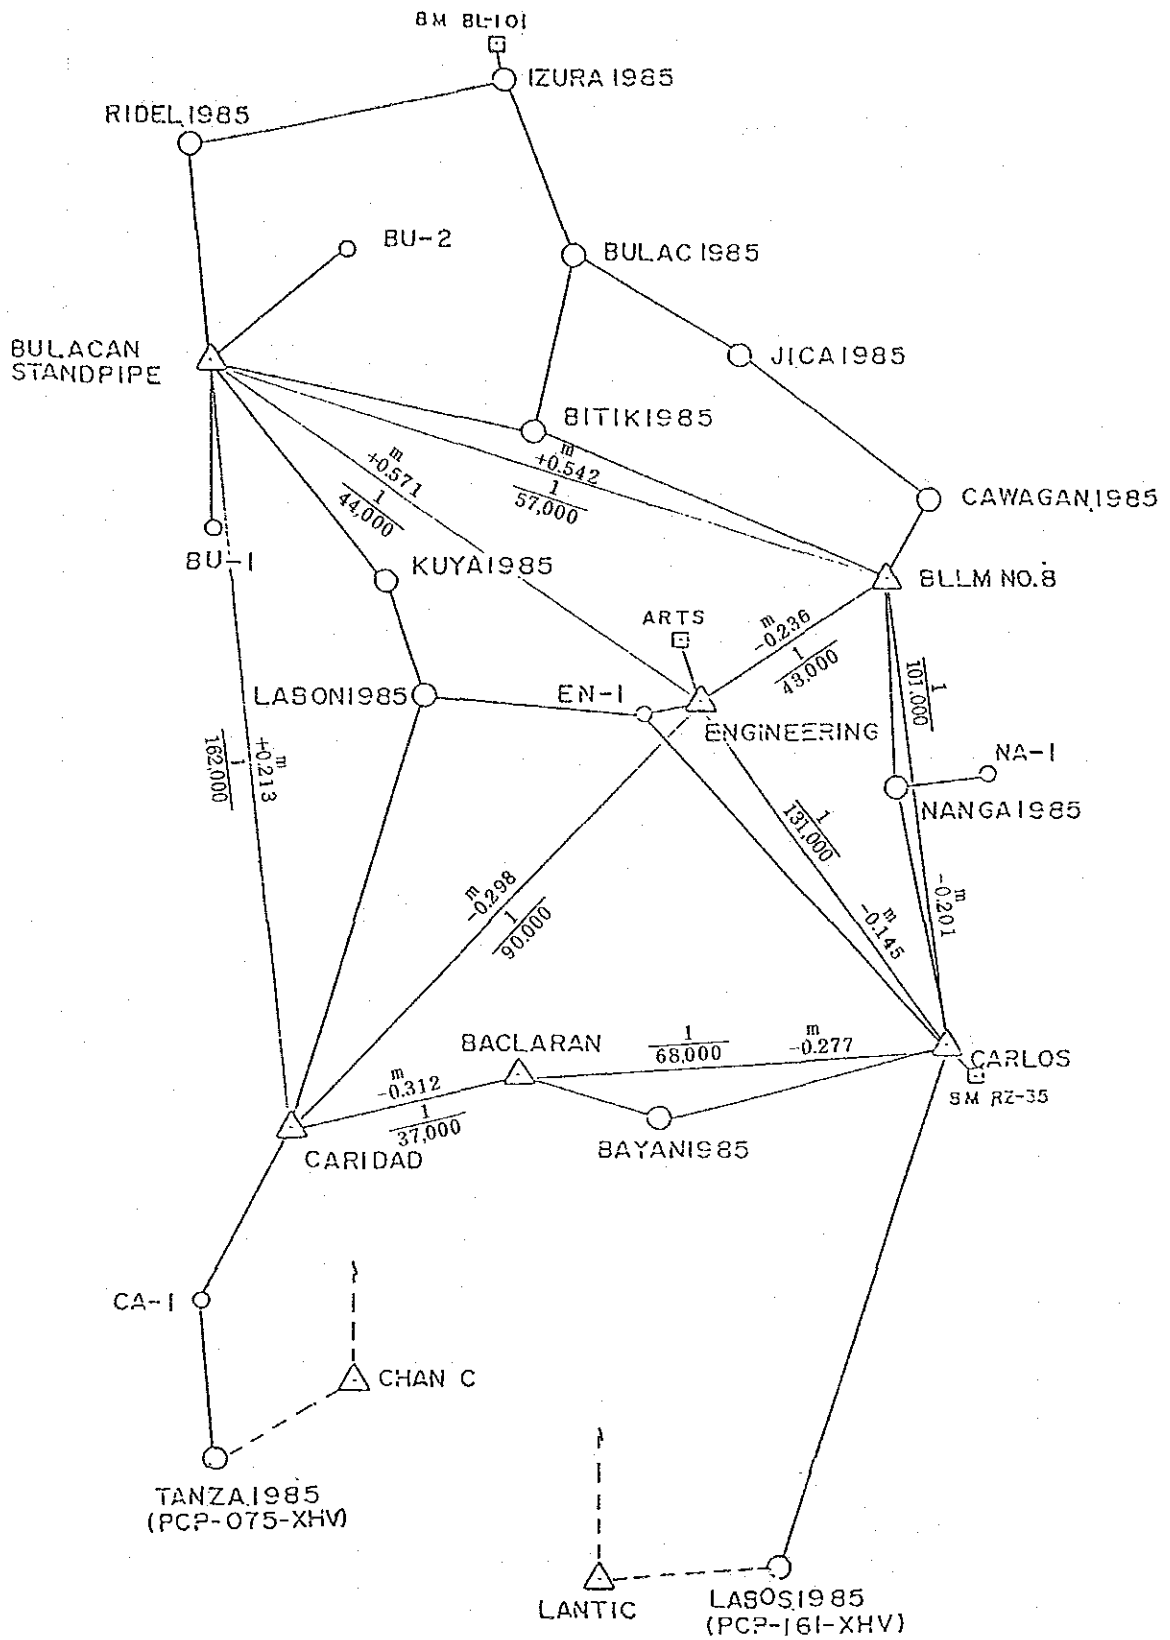 BM BL-101
IZURA 1985
RIDEL 1985
BU-2
BULAC 1985
BULACAN
STANDPIPE
JICA 1985
BITIK 1985
m
+0.571
1
44,000
m
+0.542
1
57,000
CAWAGAN.1985
BU-1
KUYA 1985
BLLM NO.8
ARTS
m
-0.236
1
43,000
1
101,000
LASON 1985
EN-1
ENGINEERING
NA-1
NANGA 1985
m
+0.213
1
162,000
1
131,000
m
-0.201
m
-0.145
m
-0.298
1
90,000
BACLARAN
1
68,000
m
-0.277
CARLOS
BM RZ-35
m
-0.312
1
37,000
CARIDAD
BAYAN 1985
CA-1
CHAN C
TANZA.1985
(PCP-075-XHV)
LANTIC
LASOS.1985
(PCP-161-XHV)